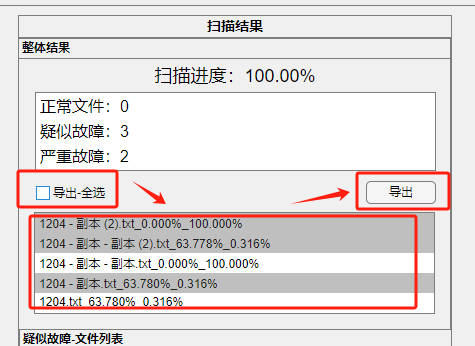 扫描结果
整体结果
扫描进度：100.00%
正常文件：0
疑似故障：3
严重故障：2
导出-全选
导出
1204 - 副本 (2).txt_0.000%_100.000%
1204 - 副本 - 副本 (2).txt_63.778%_0.316%
1204 - 副本 - 副本.txt_0.000%_100.000%
1204 - 副本.txt_63.780%_0.316%
1204.txt_63.780%_0.316%
疑似故障-文件列表